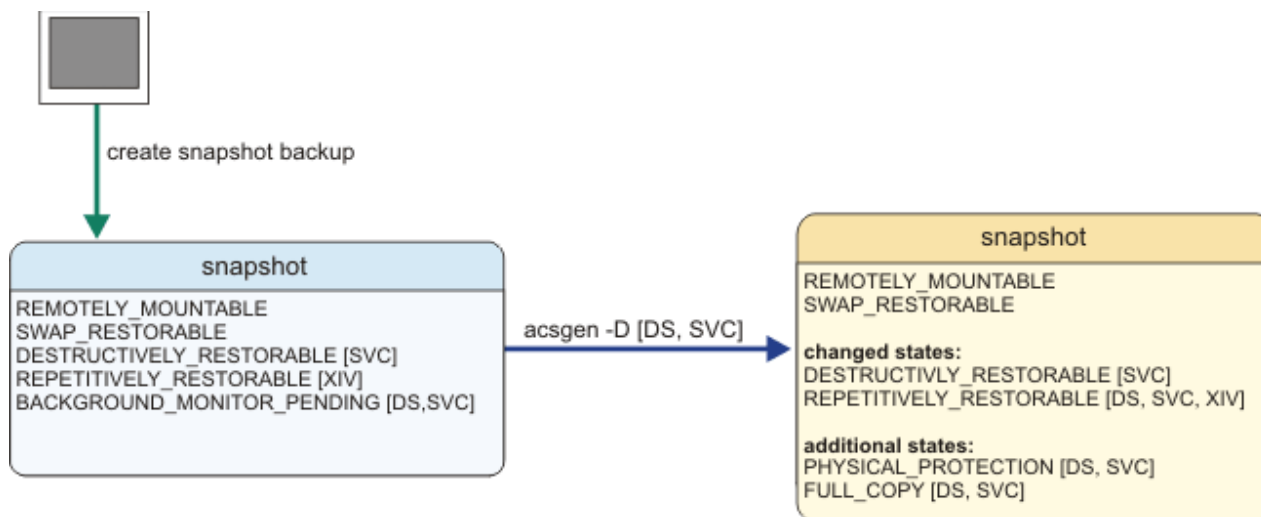 create snapshot backup
snapshot
REMOTELY_MOUNTABLE
SWAP_RESTORABLE
DESTRUCTIVELY_RESTORABLE [SVC]
REPETITIVELY_RESTORABLE [XIV]
BACKGROUND_MONITOR_PENDING [DS,SVC]
acsgen -D [DS, SVC]
snapshot
REMOTELY_MOUNTABLE
SWAP_RESTORABLE
changed states:
DESTRUCTIVLY_RESTORABLE [SVC]
REPETITIVELY_RESTORABLE [DS, SVC, XIV]
additional states:
PHYSICAL_PROTECTION [DS, SVC]
FULL_COPY [DS, SVC]